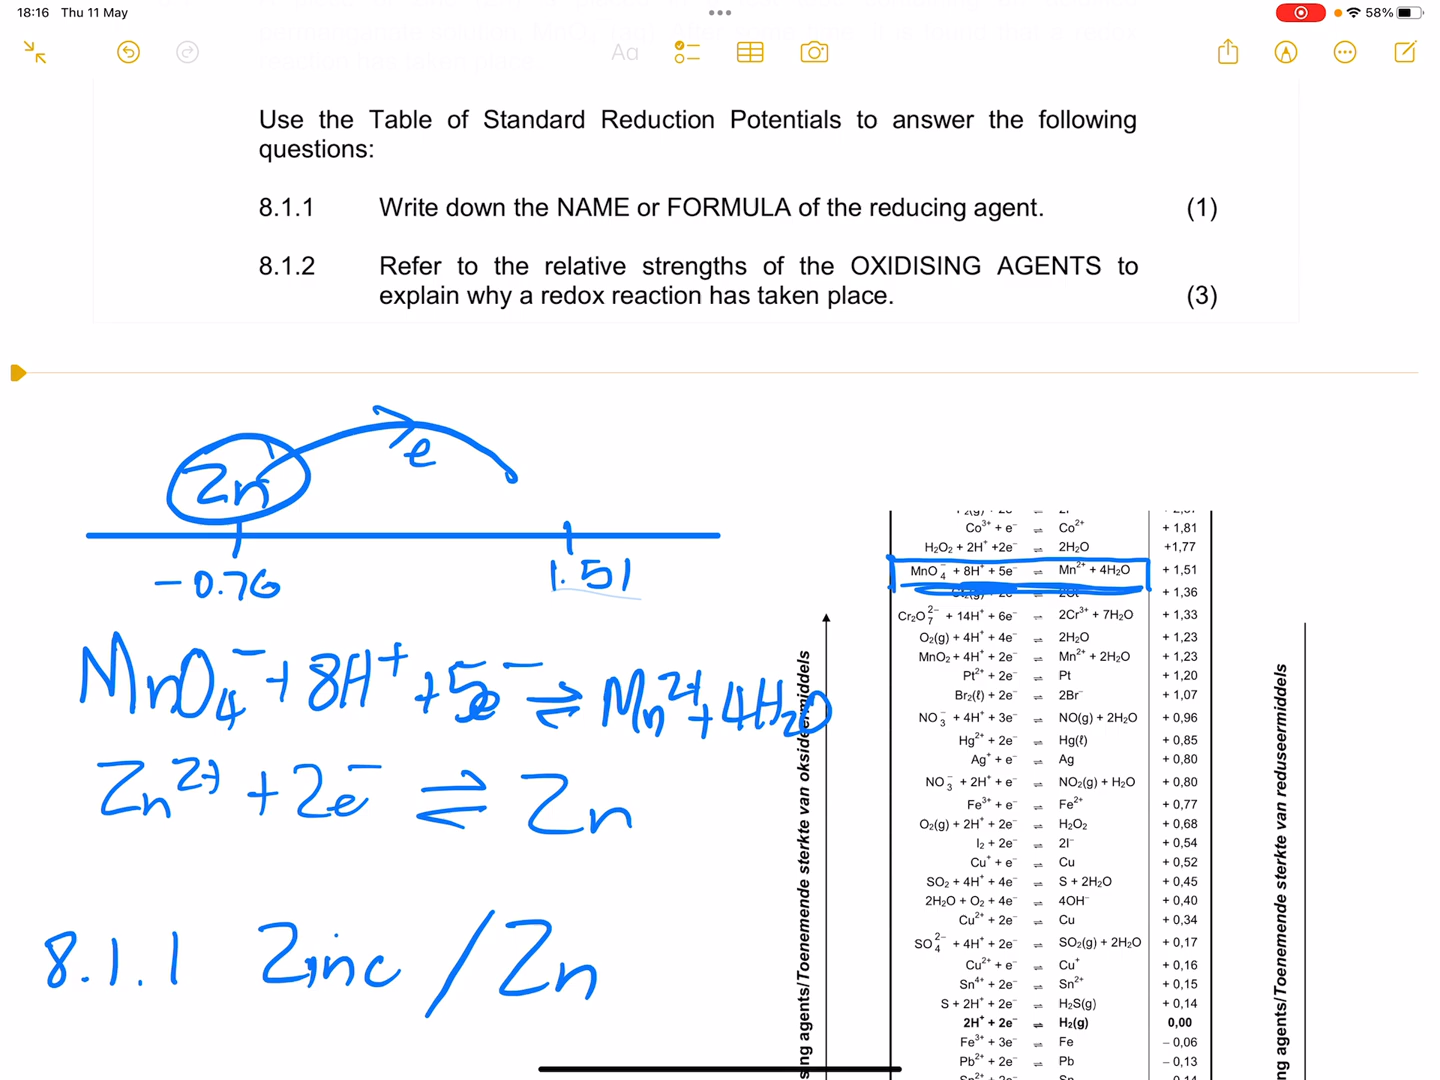 18:16 Thu 11 May
58%
Aa
Use the Table of Standard Reduction Potentials to answer the following
questions:
8.1.1 Write down the NAME or FORMULA of the reducing agent. (1)
8.1.2 Refer to the relative strengths of the OXIDISING AGENTS to
explain why a redox reaction has taken place. (3)
Zn e
-0.76 1.51
MnO₄⁻ + 8H⁺ + 5e⁻ ⇌ Mn²⁺ + 4H₂O
Zn²⁺ + 2e⁻ ⇌ Zn
8.1.1 Zinc / Zn
Co³⁺ + e⁻ ⇌ Co²⁺ + 1,81
H₂O₂ + 2H⁺ +2e⁻ ⇌ 2H₂O +1,77
MnO₄⁻ + 8H⁺ + 5e⁻ ⇌ Mn²⁺ + 4H₂O + 1,51
Cl₂(g) + 2e⁻ ⇌ 2Cl⁻ + 1,36
Cr₂O₇²⁻ + 14H⁺ + 6e⁻ ⇌ 2Cr³⁺ + 7H₂O + 1,33
O₂(g) + 4H⁺ + 4e⁻ ⇌ 2H₂O + 1,23
MnO₂ + 4H⁺ + 2e⁻ ⇌ Mn²⁺ + 2H₂O + 1,23
Pt²⁺ + 2e⁻ ⇌ Pt + 1,20
Br₂(ℓ) + 2e⁻ ⇌ 2Br⁻ + 1,07
NO₃⁻ + 4H⁺ + 3e⁻ ⇌ NO(g) + 2H₂O + 0,96
Hg²⁺ + 2e⁻ ⇌ Hg(ℓ) + 0,85
Ag⁺ + e⁻ ⇌ Ag + 0,80
NO₃⁻ + 2H⁺ + e⁻ ⇌ NO₂(g) + H₂O + 0,80
Fe³⁺ + e⁻ ⇌ Fe²⁺ + 0,77
O₂(g) + 2H⁺ + 2e⁻ ⇌ H₂O₂ + 0,68
I₂ + 2e⁻ ⇌ 2I⁻ + 0,54
Cu⁺ + e⁻ ⇌ Cu + 0,52
SO₂ + 4H⁺ + 4e⁻ ⇌ S + 2H₂O + 0,45
2H₂O + O₂ + 4e⁻ ⇌ 4OH⁻ + 0,40
Cu²⁺ + 2e⁻ ⇌ Cu + 0,34
SO₄²⁻ + 4H⁺ + 2e⁻ ⇌ SO₂(g) + 2H₂O + 0,17
Cu²⁺ + e⁻ ⇌ Cu⁺ + 0,16
Sn⁴⁺ + 2e⁻ ⇌ Sn²⁺ + 0,15
S + 2H⁺ + 2e⁻ ⇌ H₂S(g) + 0,14
2H⁺ + 2e⁻ ⇌ H₂(g) 0,00
Fe³⁺ + 3e⁻ ⇌ Fe – 0,06
Pb²⁺ + 2e⁻ ⇌ Pb – 0,13
agents/Toenemende sterkte van oksideermiddels
agents/Toenemende sterkte van reduseermiddels